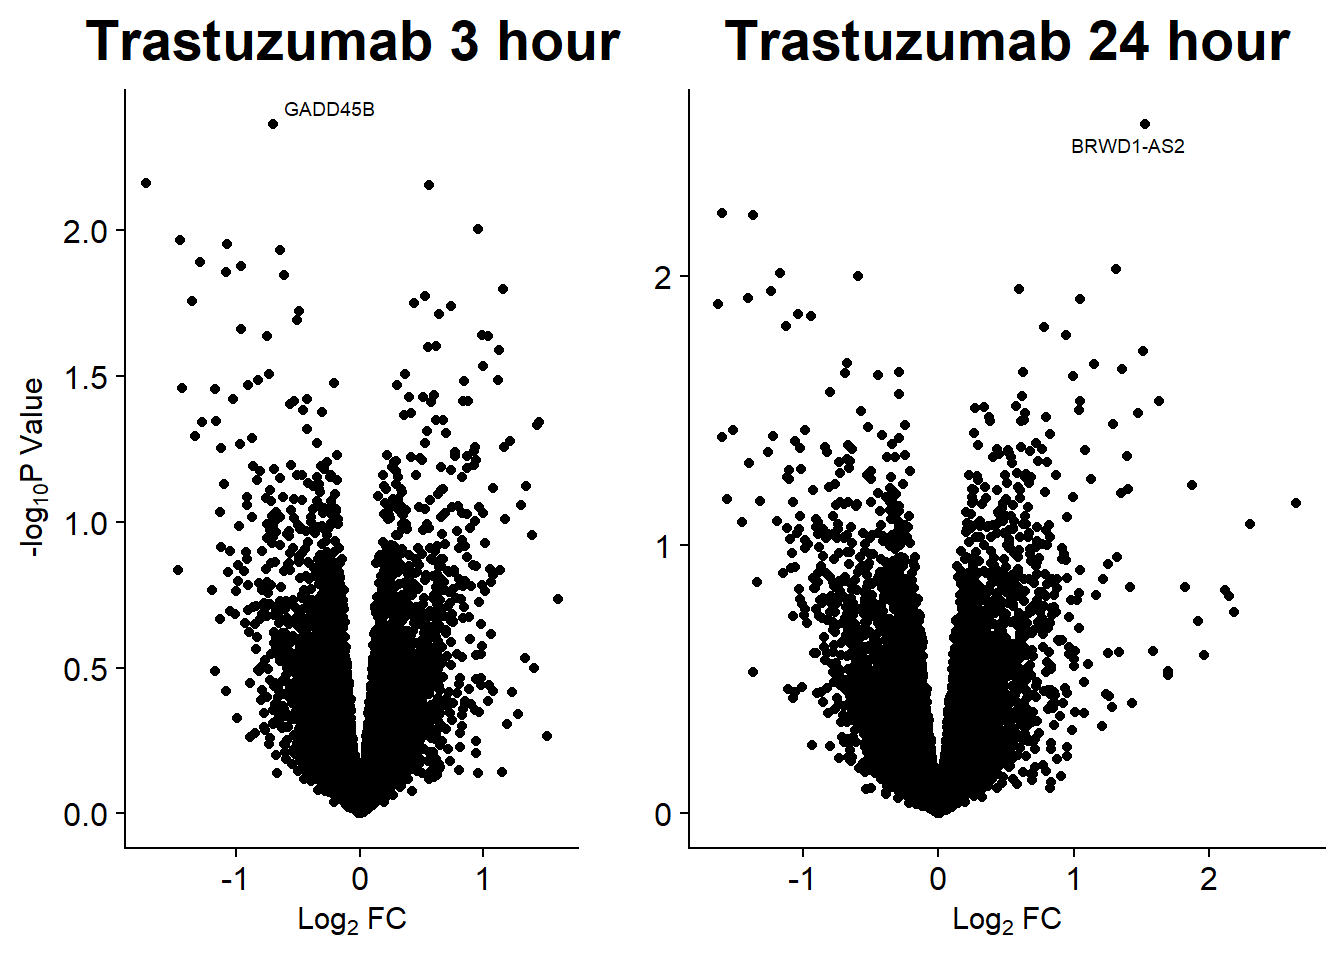 Trastuzumab 3 hour
GADD45B
2.0
1.5
1.0
0.5
0.0
-log10P Value
-1 0 1
Log2 FC
Trastuzumab 24 hour
BRWD1-AS2
2
1
0
-1 0 1 2
Log2 FC